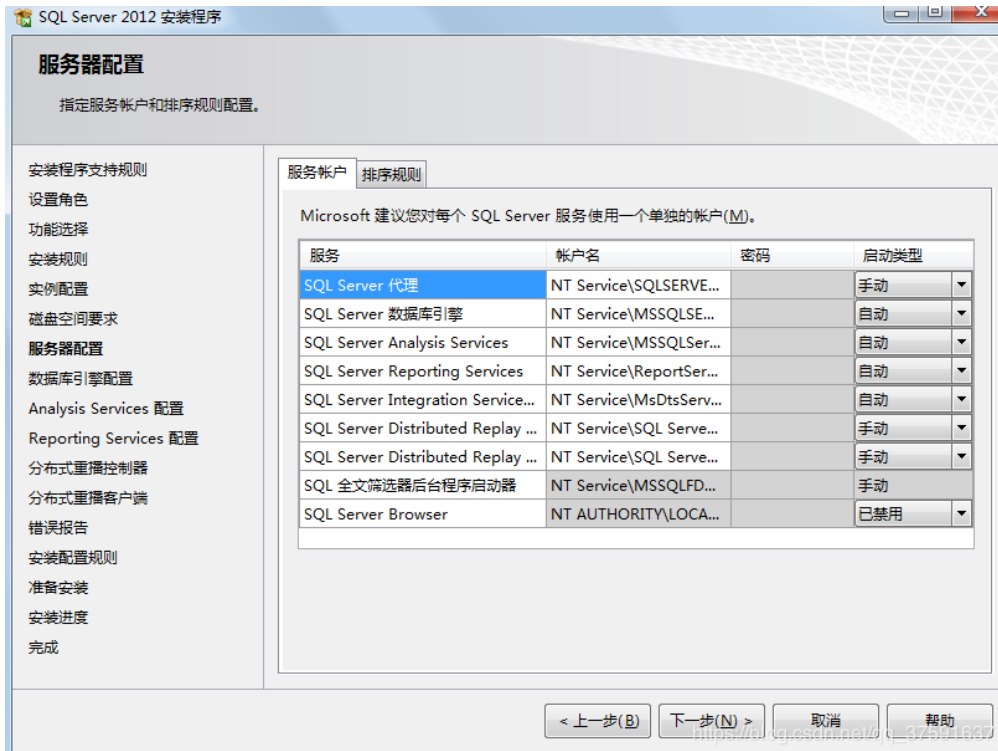 SQL Server 2012 安装程序
服务器配置
指定服务帐户和排序规则配置。
安装程序支持规则
设置角色
功能选择
安装规则
实例配置
磁盘空间要求
服务器配置
数据库引擎配置
Analysis Services 配置
Reporting Services 配置
分布式重播控制器
分布式重播客户端
错误报告
安装配置规则
准备安装
安装进度
完成
服务帐户 排序规则
Microsoft 建议您对每个 SQL Server 服务使用一个单独的帐户(M)。
服务 帐户名 密码 启动类型
SQL Server 代理 NT Service\SQLSERVE... 手动
SQL Server 数据库引擎 NT Service\MSSQLSE... 自动
SQL Server Analysis Services NT Service\MSSQLSer... 自动
SQL Server Reporting Services NT Service\ReportSer... 自动
SQL Server Integration Service... NT Service\MsDtsServ... 自动
SQL Server Distributed Replay ... NT Service\SQL Serve... 手动
SQL Server Distributed Replay ... NT Service\SQL Serve... 手动
SQL 全文筛选器后台程序启动器 NT Service\MSSQLFD... 手动
SQL Server Browser NT AUTHORITY\LOCA... 已禁用
< 上一步(B) 下一步(N) > 取消 帮助
https://blog.csdn.net/qq_37591637